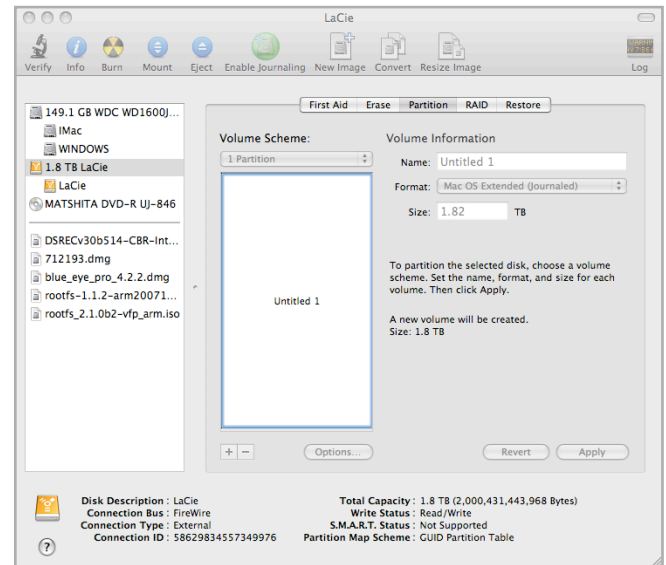 LaCie
Verify
Info
Burn
Mount
Eject
Enable Journaling
New Image
Convert
Resize Image
Log
149.1 GB WDC WD1600J...
IMac
WINDOWS
1.8 TB LaCie
LaCie
MATSHITA DVD-R UJ-846
DSRECv30b514-CBR-Int...
712193.dmg
blue_eye_pro_4.2.2.dmg
rootfs-1.1.2-arm20071...
rootfs_2.1.0b2-vfp_arm.iso
First Aid
Erase
Partition
RAID
Restore
Volume Scheme:
1 Partition
Untitled 1
+ −
Options...
Volume Information
Name: Untitled 1
Format: Mac OS Extended (Journaled)
Size: 1.82 TB
To partition the selected disk, choose a volume
scheme. Set the name, format, and size for each
volume. Then click Apply.
A new volume will be created.
Size: 1.8 TB
Revert
Apply
Disk Description : LaCie
Connection Bus : FireWire
Connection Type : External
Connection ID : 58629834557349976
Total Capacity : 1.8 TB (2,000,431,443,968 Bytes)
Write Status : Read/Write
S.M.A.R.T. Status : Not Supported
Partition Map Scheme : GUID Partition Table
?